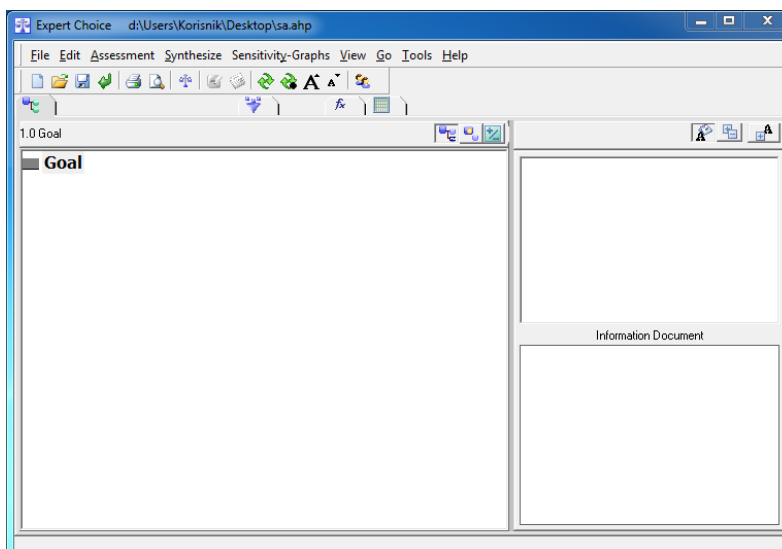 Expert Choice d:\Users\Korisnik\Desktop\sa.ahp
File Edit Assessment Synthesize Sensitivity-Graphs View Go Tools Help
1.0 Goal
Goal
Information Document